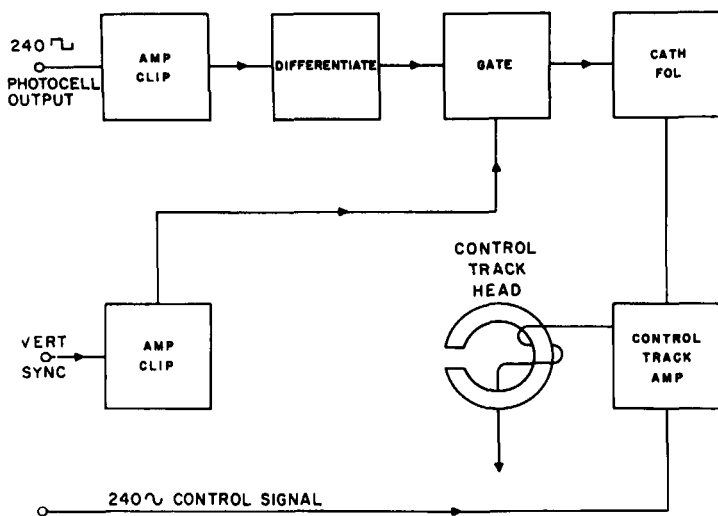 240
PHOTOCELL
OUTPUT
AMP
CLIP
DIFFERENTIATE
GATE
CATH
FOL
VERT
SYNC
AMP
CLIP
CONTROL
TRACK
HEAD
CONTROL
TRACK
AMP
240∿ CONTROL SIGNAL